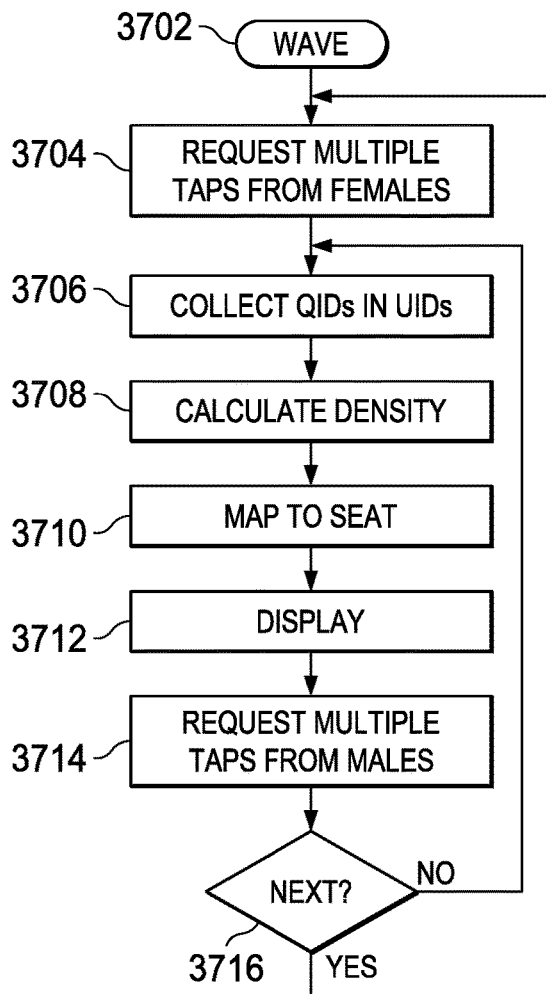 3702
WAVE
3704
REQUEST MULTIPLE
TAPS FROM FEMALES
3706
COLLECT QIDs IN UIDs
3708
CALCULATE DENSITY
3710
MAP TO SEAT
3712
DISPLAY
3714
REQUEST MULTIPLE
TAPS FROM MALES
NEXT?
NO
3716
YES